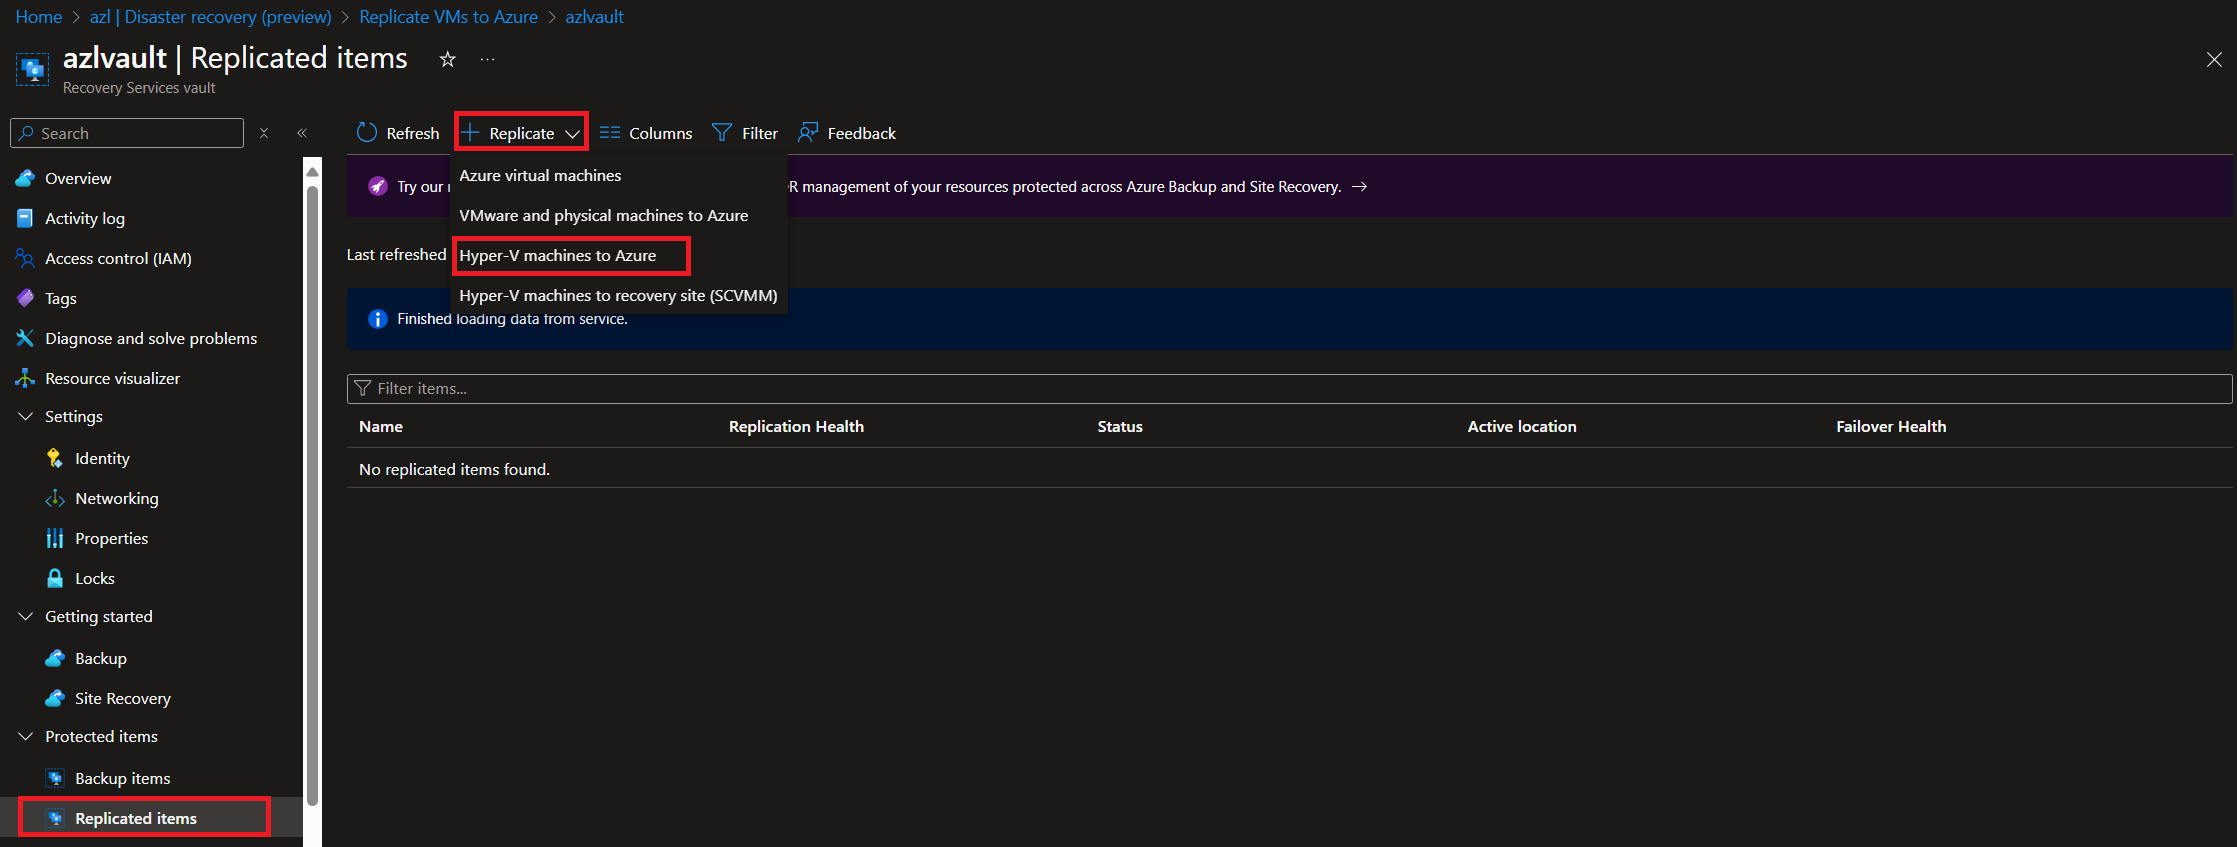 Home > azl | Disaster recovery (preview) > Replicate VMs to Azure > azlvault
azlvault | Replicated items
Recovery Services vault
Search
Overview
Activity log
Access control (IAM)
Tags
Diagnose and solve problems
Resource visualizer
Settings
Identity
Networking
Properties
Locks
Getting started
Backup
Site Recovery
Protected items
Backup items
Replicated items
Refresh Replicate Columns Filter Feedback
Azure virtual machines
VMware and physical machines to Azure
Hyper-V machines to Azure
Hyper-V machines to recovery site (SCVMM)
Try our management of your resources protected across Azure Backup and Site Recovery. →
Last refreshed
Finished loading data from service.
Filter items...
Name Replication Health Status Active location Failover Health
No replicated items found.